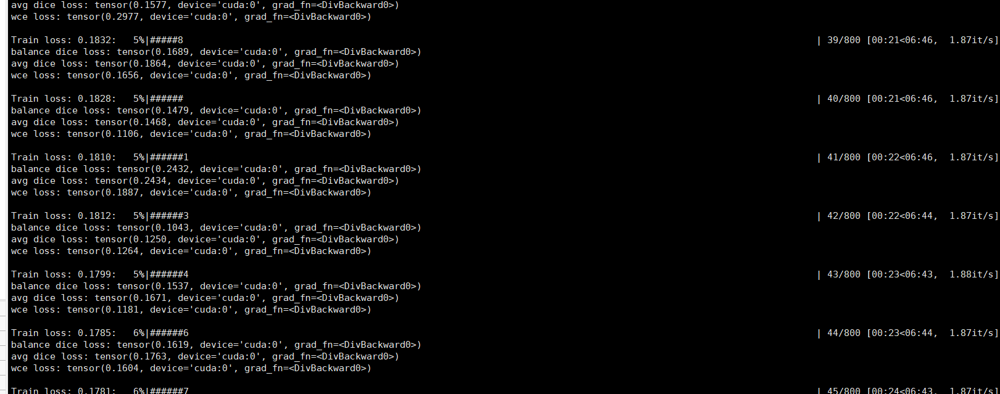 avg dice loss: tensor(0.1577, device='cuda:0', grad_fn=<DivBackward0>)
wce loss: tensor(0.2977, device='cuda:0', grad_fn=<DivBackward0>)
Train loss: 0.1832:   5%|#####8 | 39/800 [00:21<06:46,  1.87it/s]
balance dice loss: tensor(0.1689, device='cuda:0', grad_fn=<DivBackward0>)
avg dice loss: tensor(0.1864, device='cuda:0', grad_fn=<DivBackward0>)
wce loss: tensor(0.1656, device='cuda:0', grad_fn=<DivBackward0>)
Train loss: 0.1828:   5%|###### | 40/800 [00:21<06:46,  1.87it/s]
balance dice loss: tensor(0.1479, device='cuda:0', grad_fn=<DivBackward0>)
avg dice loss: tensor(0.1468, device='cuda:0', grad_fn=<DivBackward0>)
wce loss: tensor(0.1106, device='cuda:0', grad_fn=<DivBackward0>)
Train loss: 0.1810:   5%|######1 | 41/800 [00:22<06:46,  1.87it/s]
balance dice loss: tensor(0.2432, device='cuda:0', grad_fn=<DivBackward0>)
avg dice loss: tensor(0.2434, device='cuda:0', grad_fn=<DivBackward0>)
wce loss: tensor(0.1887, device='cuda:0', grad_fn=<DivBackward0>)
Train loss: 0.1812:   5%|######3 | 42/800 [00:22<06:44,  1.87it/s]
balance dice loss: tensor(0.1043, device='cuda:0', grad_fn=<DivBackward0>)
avg dice loss: tensor(0.1250, device='cuda:0', grad_fn=<DivBackward0>)
wce loss: tensor(0.1264, device='cuda:0', grad_fn=<DivBackward0>)
Train loss: 0.1799:   5%|######4 | 43/800 [00:23<06:43,  1.88it/s]
balance dice loss: tensor(0.1537, device='cuda:0', grad_fn=<DivBackward0>)
avg dice loss: tensor(0.1671, device='cuda:0', grad_fn=<DivBackward0>)
wce loss: tensor(0.1181, device='cuda:0', grad_fn=<DivBackward0>)
Train loss: 0.1785:   6%|######6 | 44/800 [00:23<06:44,  1.87it/s]
balance dice loss: tensor(0.1619, device='cuda:0', grad_fn=<DivBackward0>)
avg dice loss: tensor(0.1763, device='cuda:0', grad_fn=<DivBackward0>)
wce loss: tensor(0.1604, device='cuda:0', grad_fn=<DivBackward0>)
Train loss: 0.1781:   6%|######7 | 45/800 [00:24<06:43,  1.87it/s]